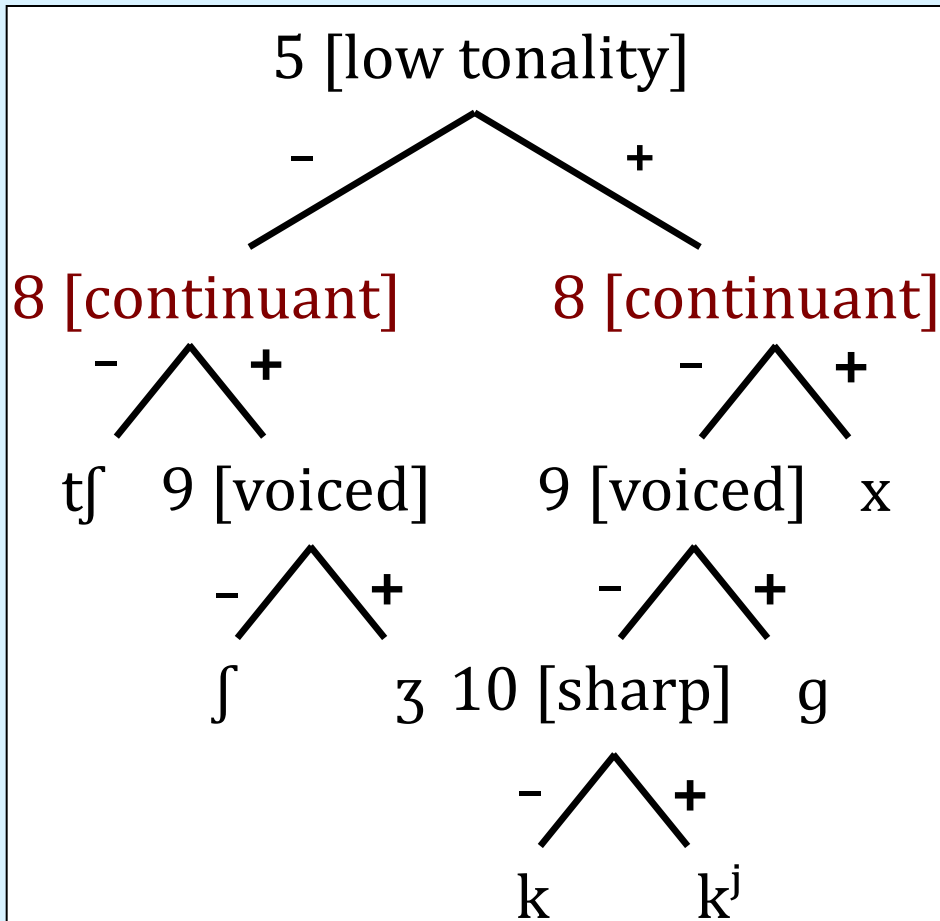 5 [low tonality]
– +
8 [continuant] 8 [continuant]
– + – +
tʃ 9 [voiced] 9 [voiced] x
– + – +
ʃ ʒ 10 [sharp] g
– +
k kʲ